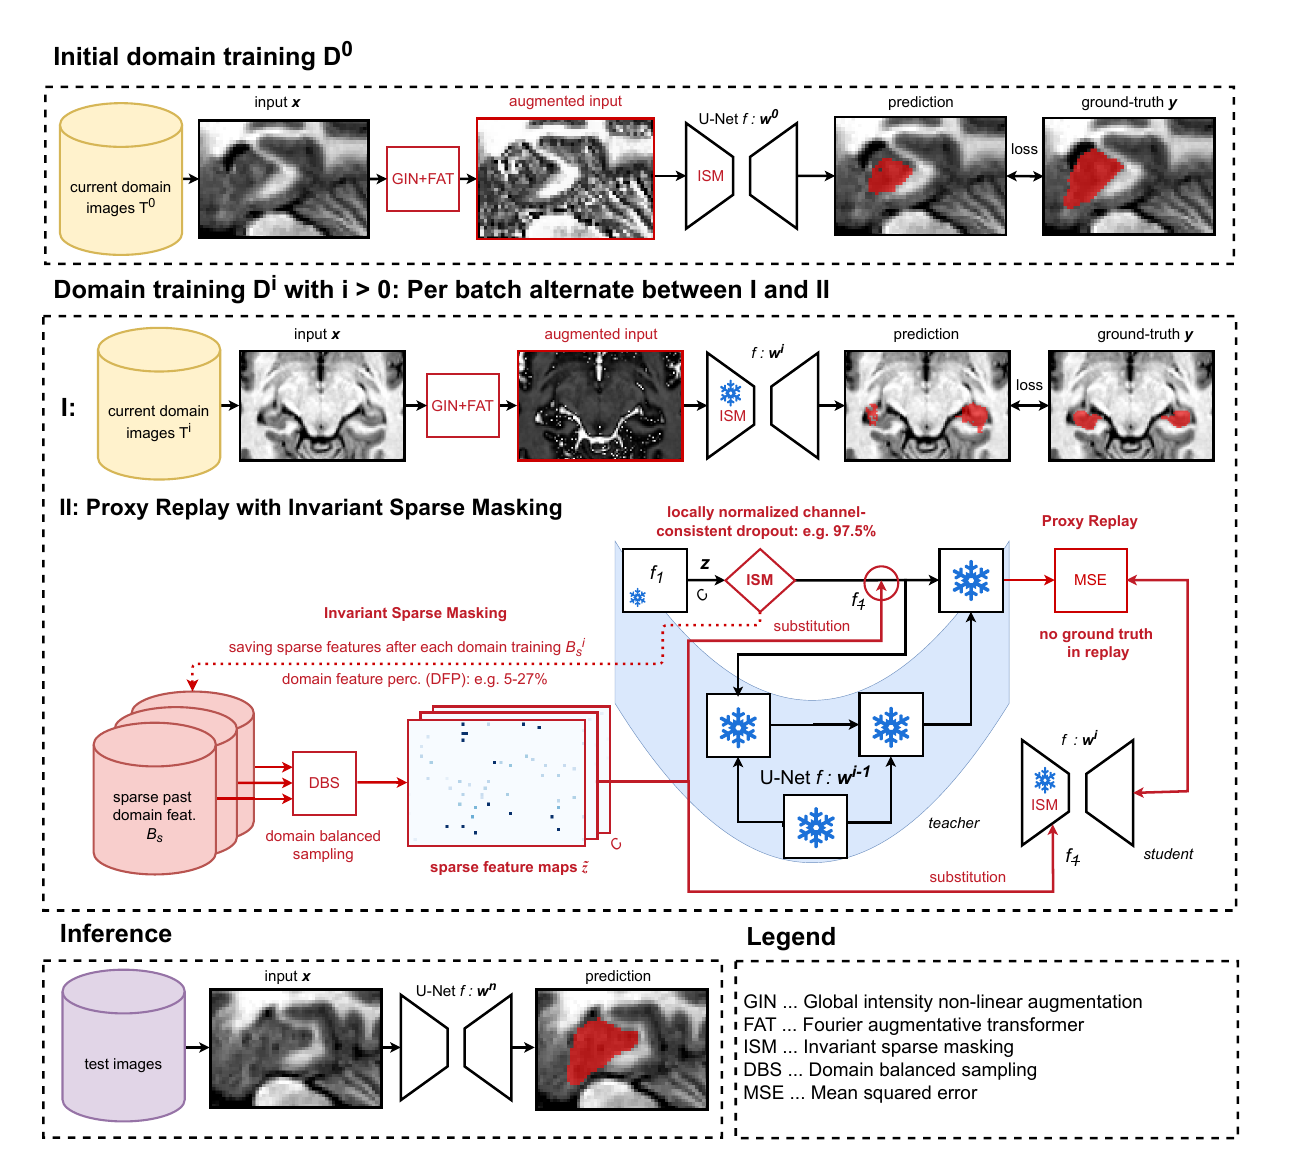 Initial domain training D⁰
input x
augmented input
U-Net f : w⁰
prediction
ground-truth y
current domain
images T⁰
GIN+FAT
ISM
loss
Domain training Dⁱ with i > 0: Per batch alternate between I and II
input x
augmented input
f : wⁱ
prediction
ground-truth y
I:
current domain
images Tⁱ
GIN+FAT
ISM
loss
II: Proxy Replay with Invariant Sparse Masking
locally normalized channel-
consistent dropout: e.g. 97.5%
Proxy Replay
f₁
z
C
ISM
f₁
MSE
substitution
no ground truth
in replay
Invariant Sparse Masking
saving sparse features after each domain training Bₛⁱ
domain feature perc. (DFP): e.g. 5-27%
sparse past
domain feat.
Bₛ
DBS
domain balanced
sampling
C
sparse feature maps z̃
U-Net f : wⁱ⁻¹
teacher
f : wⁱ
ISM
f₁
student
substitution
Inference
input x
U-Net f : wⁿ
prediction
test images
Legend
GIN ... Global intensity non-linear augmentation
FAT ... Fourier augmentative transformer
ISM ... Invariant sparse masking
DBS ... Domain balanced sampling
MSE ... Mean squared error